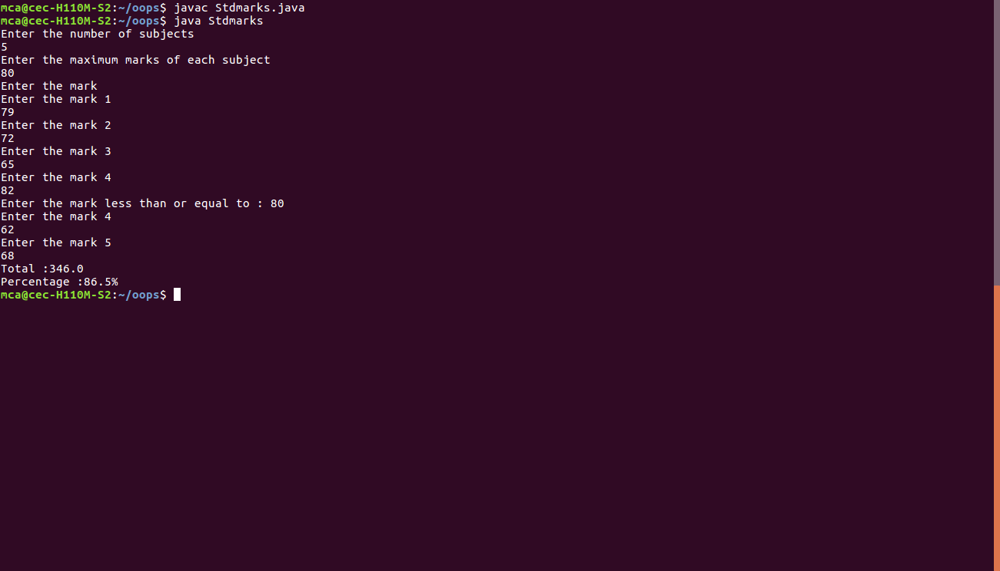 mca@cec-H110M-S2:~/oops$ javac Stdmarks.java
mca@cec-H110M-S2:~/oops$ java Stdmarks
Enter the number of subjects
5
Enter the maximum marks of each subject
80
Enter the mark
Enter the mark 1
79
Enter the mark 2
72
Enter the mark 3
65
Enter the mark 4
82
Enter the mark less than or equal to : 80
Enter the mark 4
62
Enter the mark 5
68
Total :346.0
Percentage :86.5%
mca@cec-H110M-S2:~/oops$